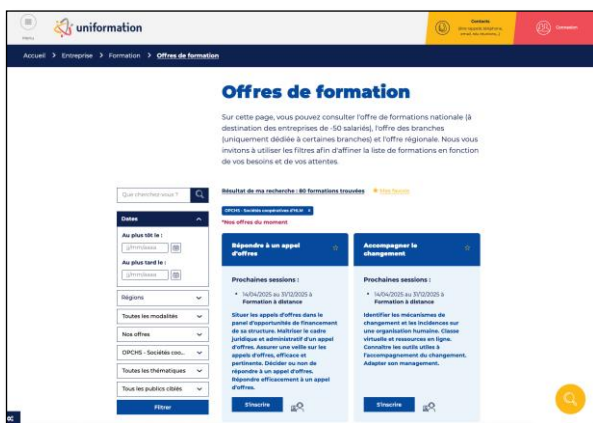 menu
uniformation
Contacts
Connexion
Accueil > Entreprise > Formation > Offres de formation
Offres de formation
Sur cette page, vous pouvez consulter l'offre de formations nationale (à
destination des entreprises de -50 salariés), l'offre des branches
(uniquement dédiée à certaines branches) et l'offre régionale. Nous vous
invitons à utiliser les filtres afin d'affiner la liste de formations en fonction
de vos besoins et de vos attentes.
Que cherchez-vous ?
Résultat de ma recherche : 80 formations trouvées
Mes favoris
OPCHS - Sociétés coopératives d'HLM X
*Nos offres du moment
Dates
Au plus tôt le :
jj/mm/aaaa
Au plus tard le :
jj/mm/aaaa
Régions
Toutes les modalités
Nos offres
OPCHS - Sociétés coo...
Toutes les thématiques
Tous les publics ciblés
Filtrer
Répondre à un appel
d'offres
Prochaines sessions :
• 14/04/2025 au 31/12/2025 à
Formation à distance
Situer les appels d'offres dans le
panel d'opportunités de financement
de sa structure. Maîtriser le cadre
juridique et administratif d'un appel
d'offres. Assurer une veille sur les
appels d'offres, efficace et
pertinente. Décider ou non de
répondre à un appel d'offres.
Répondre efficacement à un appel
d'offres.
S'inscrire
Accompagner le
changement
Prochaines sessions :
• 14/04/2025 au 31/12/2025 à
Formation à distance
Identifier les mécanismes de
changement et les incidences sur
une organisation humaine. Classe
virtuelle et ressources en ligne.
Connaître les outils utiles à
l'accompagnement du changement.
Adapter son management.
S'inscrire